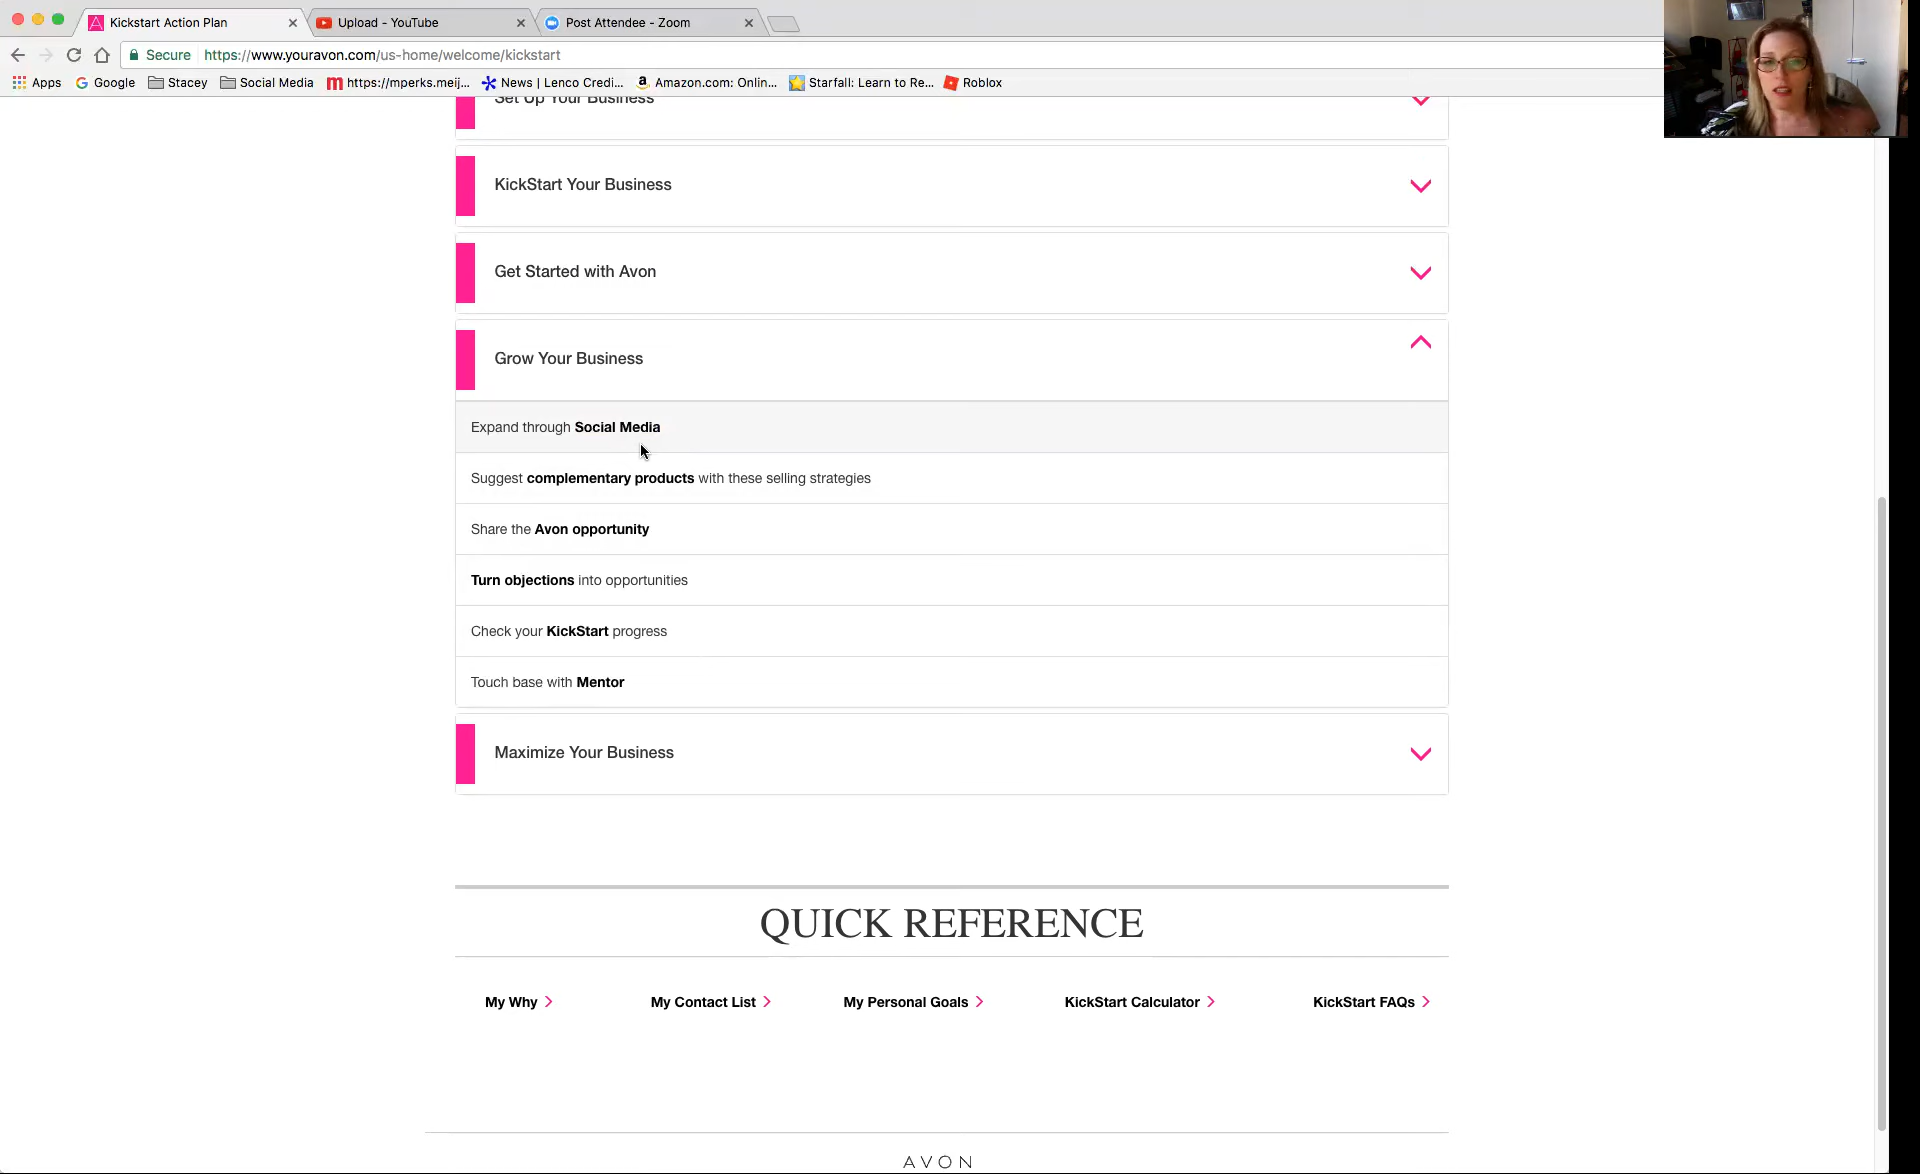 Kickstart Action Plan
Upload - YouTube
Post Attendee - Zoom
Secure https://www.youravon.com/us-home/welcome/kickstart
Apps Google Stacey Social Media https://mperks.meij... News | Lenco Credi... Amazon.com: Onlin... Starfall: Learn to Re... Roblox
Set Up Your Business
KickStart Your Business
Get Started with Avon
Grow Your Business
Expand through Social Media
Suggest complementary products with these selling strategies
Share the Avon opportunity
Turn objections into opportunities
Check your KickStart progress
Touch base with Mentor
Maximize Your Business
QUICK REFERENCE
My Why My Contact List My Personal Goals KickStart Calculator KickStart FAQs
AVON